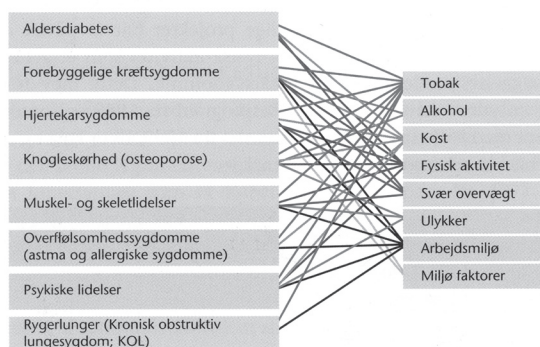 Aldersdiabetes
Forebyggelige kræftsygdomme
Hjertekarsygdomme
Knogleskørhed (osteoporose)
Muskel- og skeletlidelser
Overflølsomhedssygdomme
(astma og allergiske sygdomme)
Psykiske lidelser
Rygerlunger (Kronisk obstruktiv
lungesygdom; KOL)
Tobak
Alkohol
Kost
Fysisk aktivitet
Svær overvægt
Ulykker
Arbejdsmiljø
Miljø faktorer